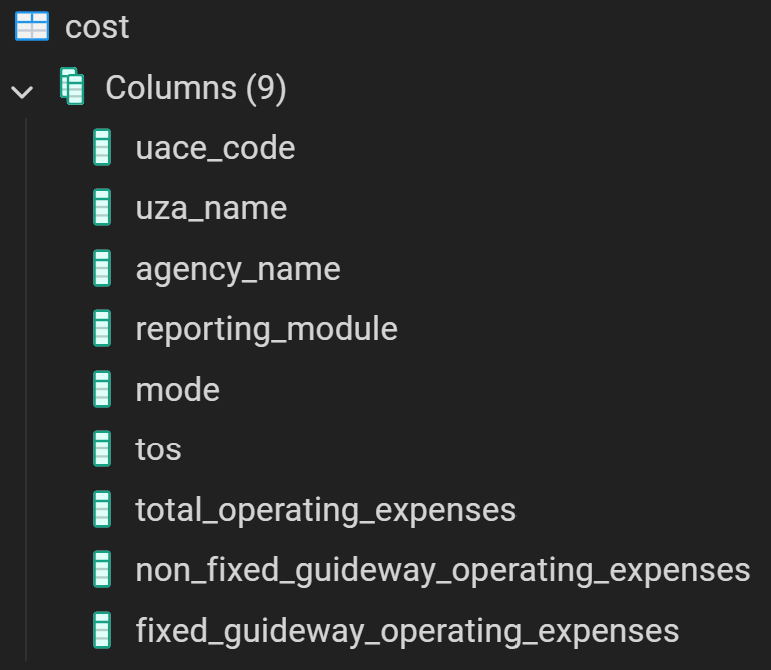 cost
Columns (9)
uace_code
uza_name
agency_name
reporting_module
mode
tos
total_operating_expenses
non_fixed_guideway_operating_expenses
fixed_guideway_operating_expenses